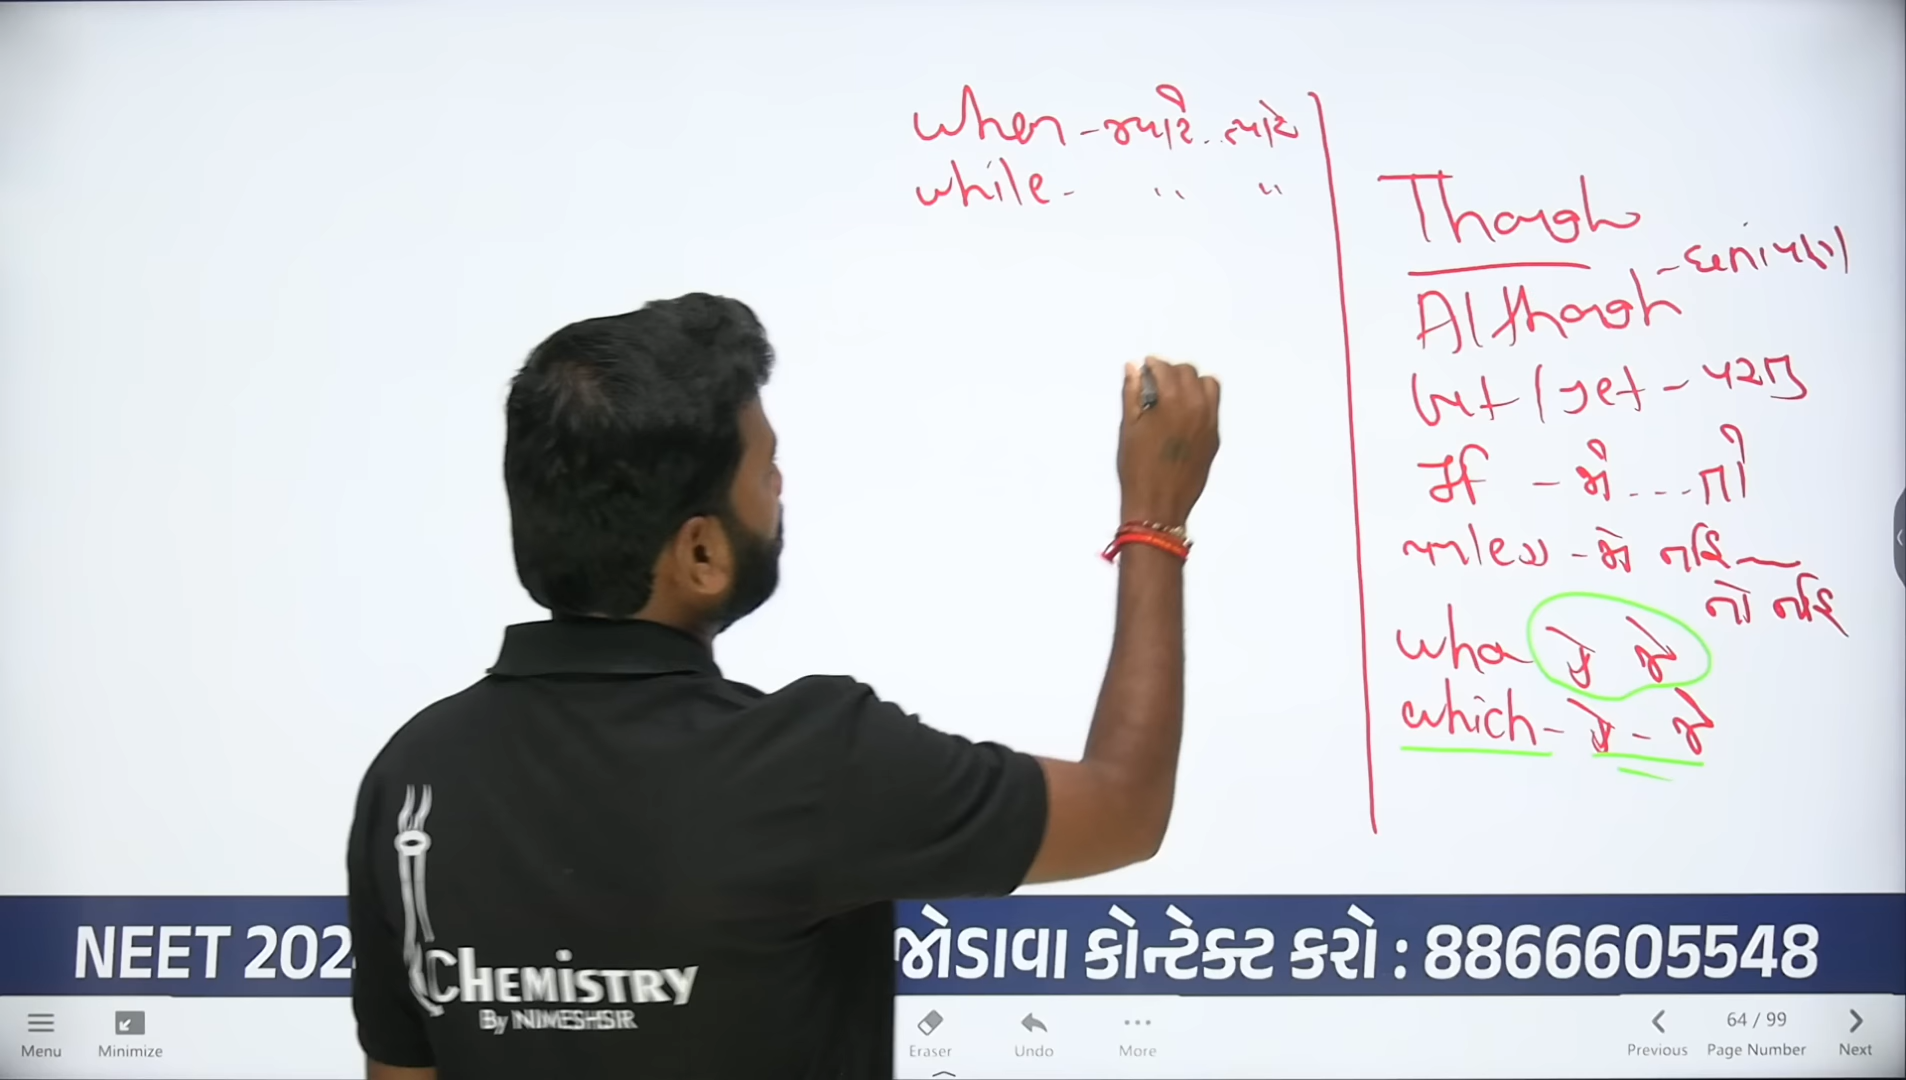 when - જ્યારે .. ત્યારે
while - " "
Though
Although - છતાંપણ
but / yet - પરંતુ
If - જો ... તો
unless - જો નહિ
તો નહિ
who કે જે
which - કે - જે
NEET 202
જોડાવા કોન્ટેક્ટ કરો : 8866605548
CHEMISTRY
By NIMESHSIR
Menu
Minimize
Eraser
Undo
More
Previous
64 / 99
Page Number
Next